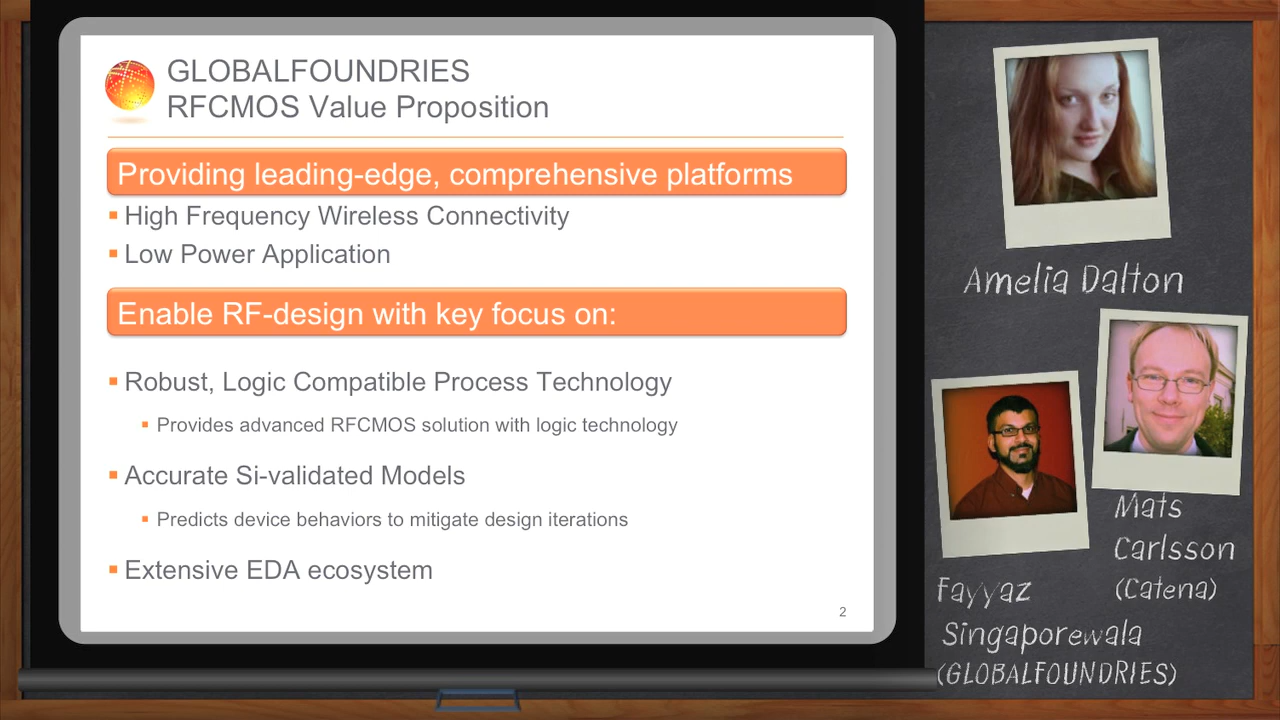 GLOBALFOUNDRIES
RFCMOS Value Proposition
Providing leading-edge, comprehensive platforms
High Frequency Wireless Connectivity
Low Power Application
Enable RF-design with key focus on:
Robust, Logic Compatible Process Technology
Provides advanced RFCMOS solution with logic technology
Accurate Si-validated Models
Predicts device behaviors to mitigate design iterations
Extensive EDA ecosystem
2
Amelia Dalton
Mats
Carlsson
(Catena)
Fayyaz
Singaporewala
(GLOBALFOUNDRIES)